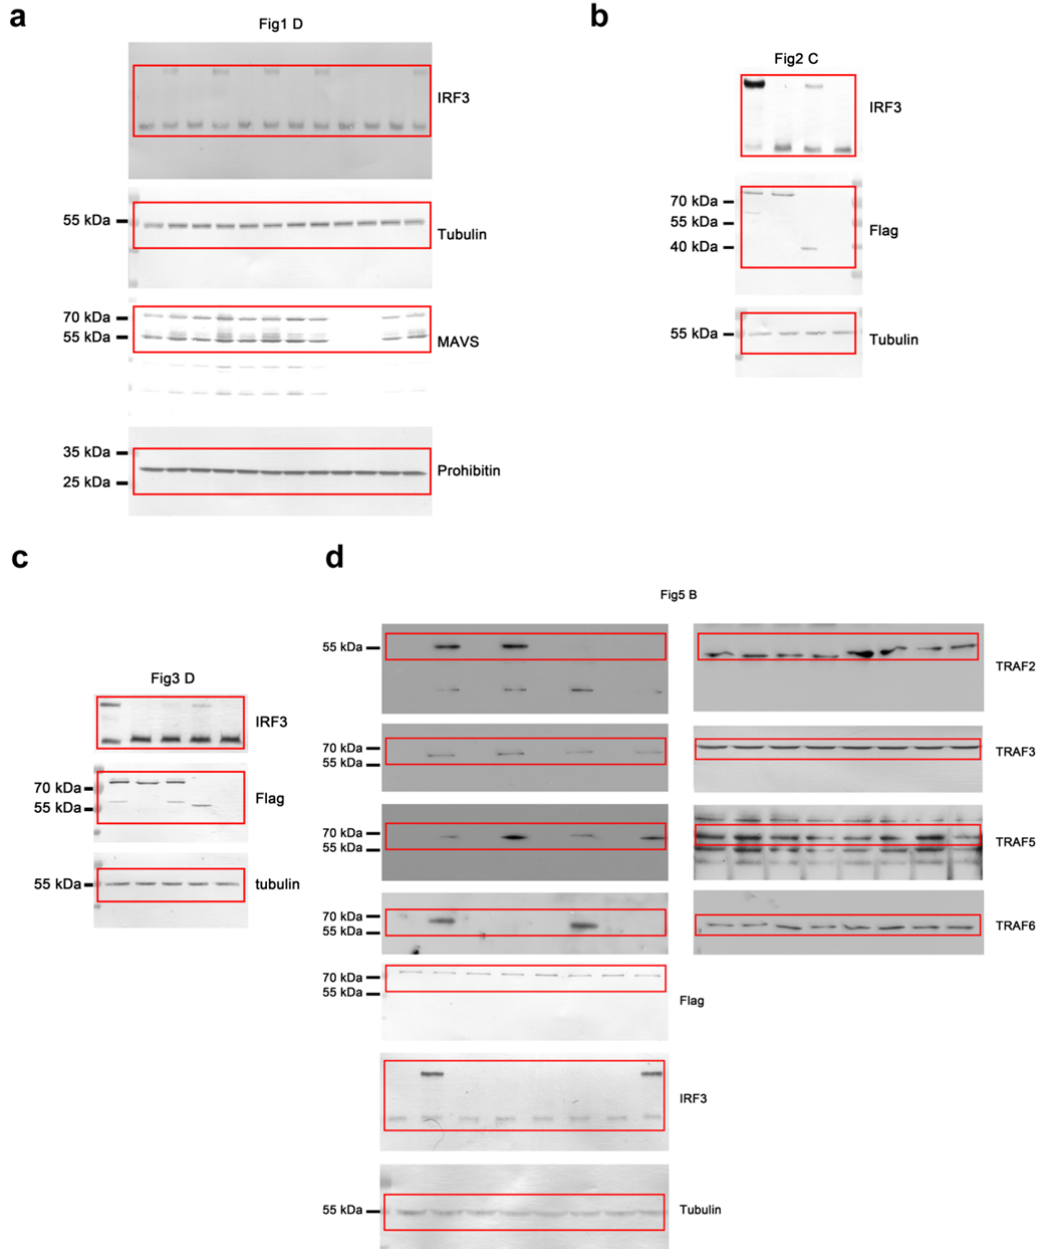 a
Fig1 D
IRF3
55 kDa
Tubulin
70 kDa
55 kDa
MAVS
35 kDa
25 kDa
Prohibitin
b
Fig2 C
IRF3
70 kDa
55 kDa
40 kDa
Flag
55 kDa
Tubulin
c
Fig3 D
IRF3
70 kDa
55 kDa
Flag
55 kDa
tubulin
d
Fig5 B
55 kDa
TRAF2
70 kDa
55 kDa
TRAF3
70 kDa
55 kDa
TRAF5
70 kDa
55 kDa
TRAF6
70 kDa
55 kDa
Flag
IRF3
55 kDa
Tubulin